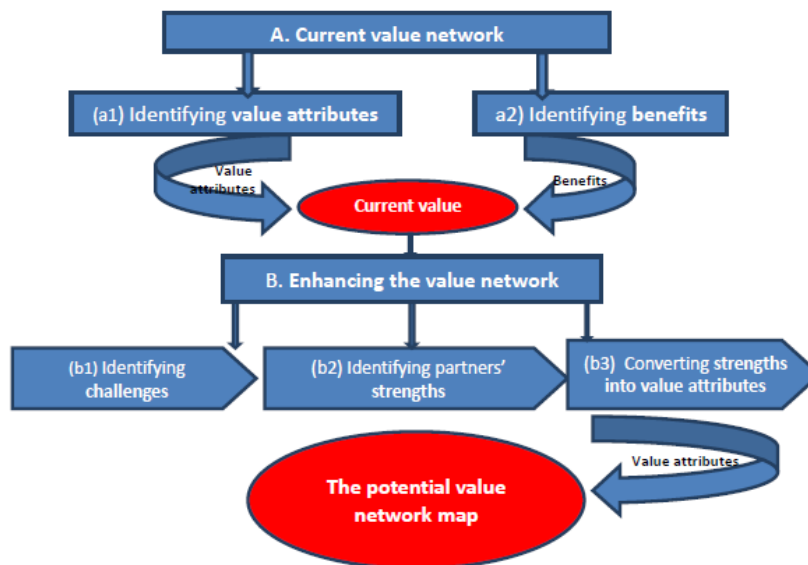 A. Current value network
(a1) Identifying value attributes
a2) Identifying benefits
Value
attributes
Benefits
Current value
B. Enhancing the value network
(b1) Identifying
challenges
(b2) Identifying partners’
strengths
(b3) Converting strengths
into value attributes
Value attributes
The potential value
network map